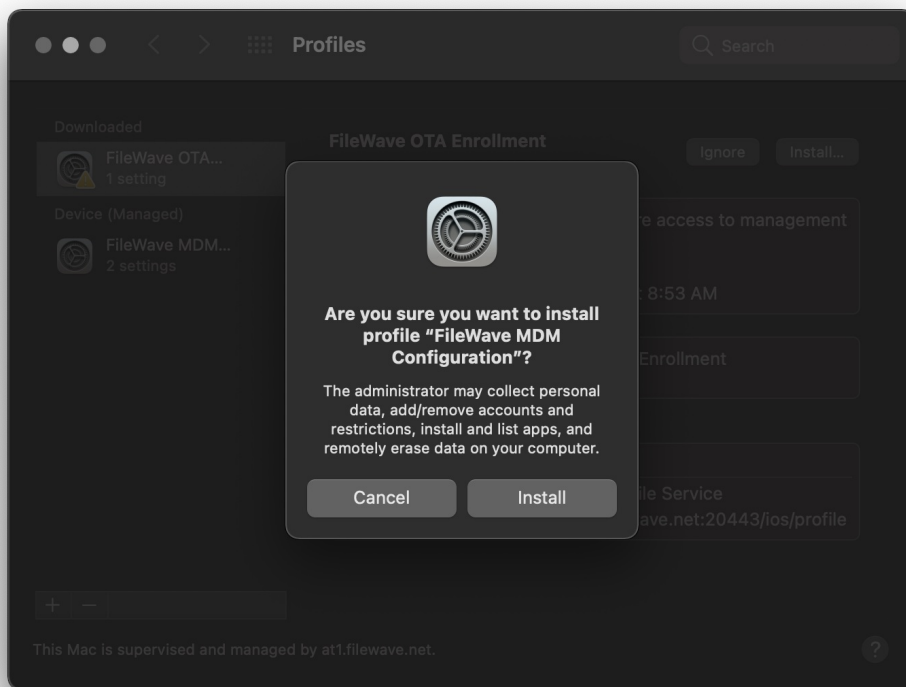 Profiles
Search
Downloaded
FileWave OTA...
1 setting
Device (Managed)
FileWave MDM...
2 settings
FileWave OTA Enrollment
Ignore
Install...
re access to management
8:53 AM
Enrollment
ile Service
ave.net:20443/ios/profile
Are you sure you want to install
profile “FileWave MDM
Configuration”?
The administrator may collect personal
data, add/remove accounts and
restrictions, install and list apps, and
remotely erase data on your computer.
Cancel
Install
This Mac is supervised and managed by at1.filewave.net.
?